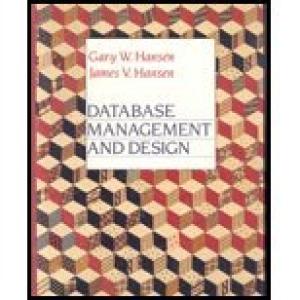 Gary W. Hansen
James V. Hansen
DATABASE
MANAGEMENT
AND DESIGN